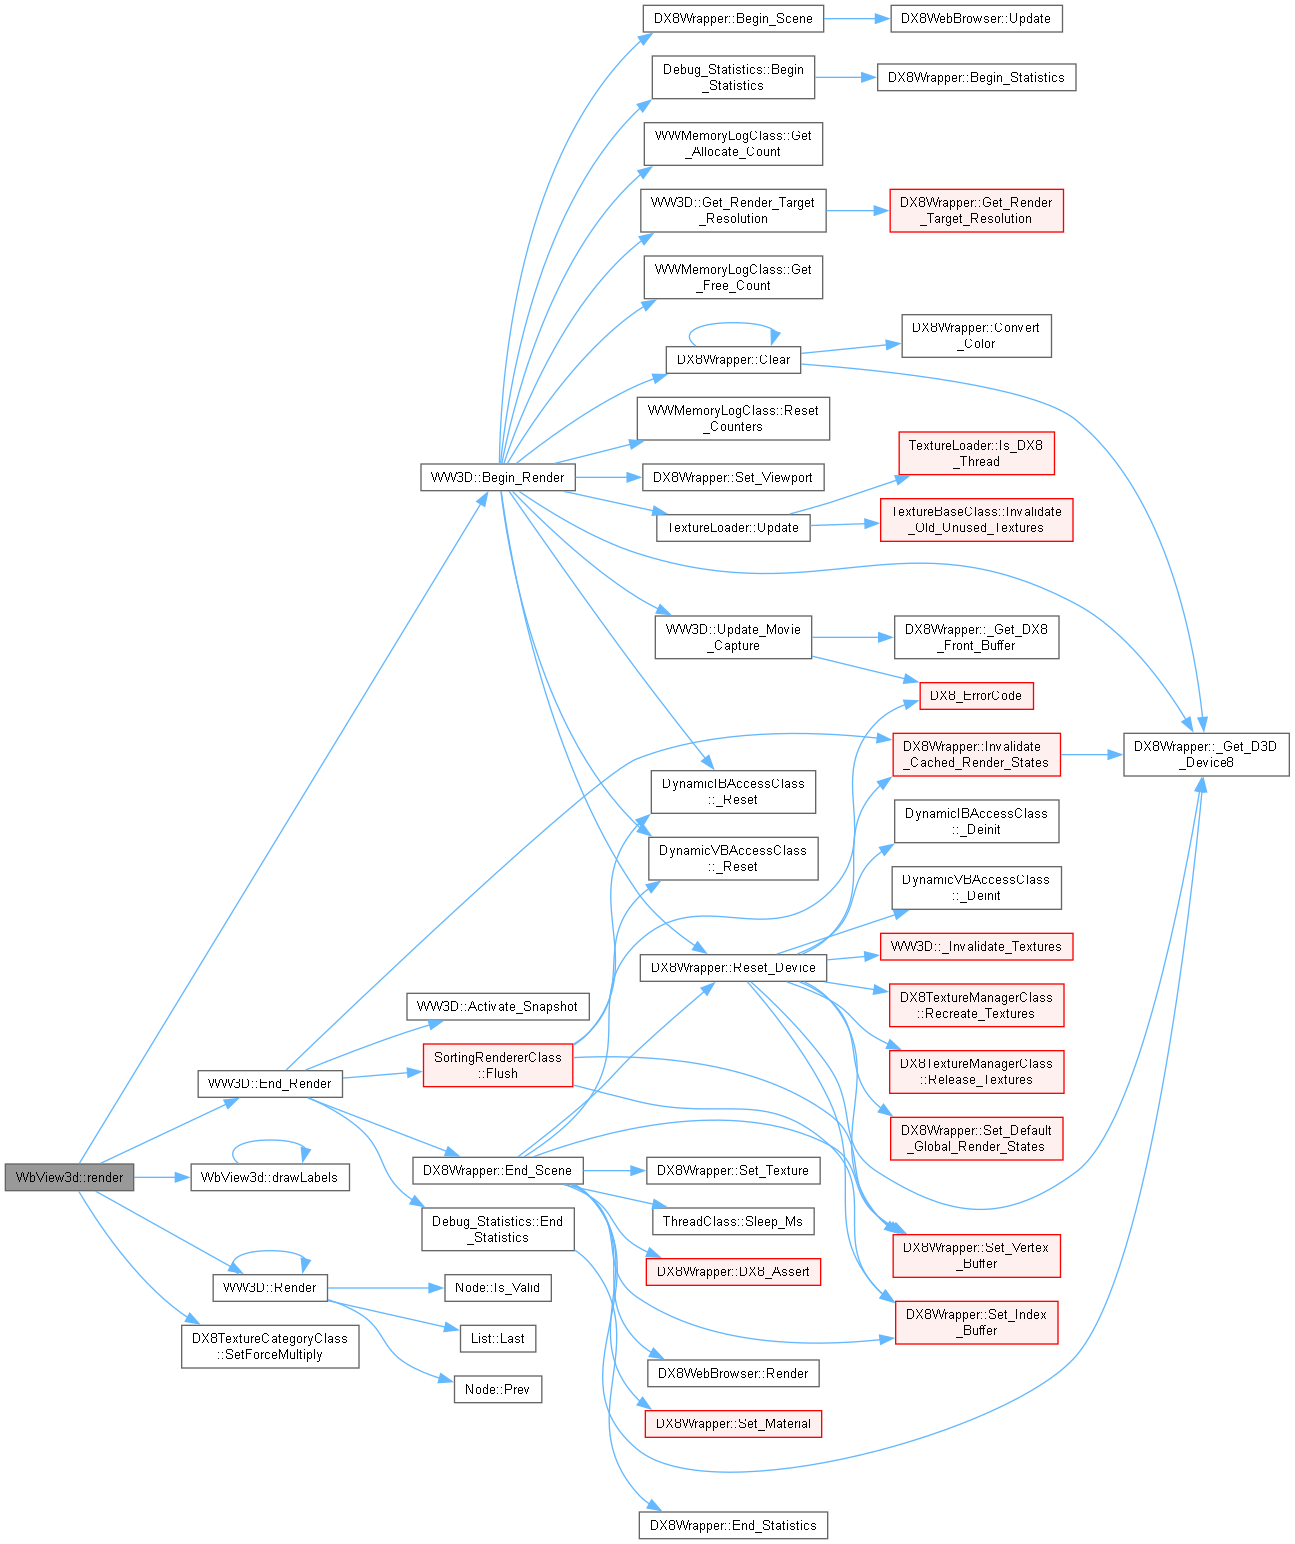 DX8Wrapper::Begin_Scene
DX8WebBrowser::Update
Debug_Statistics::Begin
_Statistics
DX8Wrapper::Begin_Statistics
WWMemoryLogClass::Get
_Allocate_Count
WW3D::Get_Render_Target
_Resolution
DX8Wrapper::Get_Render
_Target_Resolution
WWMemoryLogClass::Get
_Free_Count
DX8Wrapper::Convert
_Color
DX8Wrapper::Clear
WWMemoryLogClass::Reset
_Counters
TextureLoader::Is_DX8
_Thread
WW3D::Begin_Render
DX8Wrapper::Set_Viewport
TextureLoader::Update
TextureBaseClass::Invalidate
_Old_Unused_Textures
WW3D::Update_Movie
_Capture
DX8Wrapper::_Get_DX8
_Front_Buffer
DX8_ErrorCode
DX8Wrapper::Invalidate
_Cached_Render_States
DX8Wrapper::_Get_D3D
_Device8
DynamicIBAccessClass
::_Reset
DynamicIBAccessClass
::_Deinit
DynamicVBAccessClass
::_Reset
DynamicVBAccessClass
::_Deinit
WW3D::_Invalidate_Textures
DX8Wrapper::Reset_Device
DX8TextureManagerClass
::Recreate_Textures
WW3D::Activate_Snapshot
SortingRendererClass
::Flush
DX8TextureManagerClass
::Release_Textures
WW3D::End_Render
DX8Wrapper::Set_Default
_Global_Render_States
WbView3d::render
WbView3d::drawLabels
DX8Wrapper::End_Scene
DX8Wrapper::Set_Texture
Debug_Statistics::End
_Statistics
ThreadClass::Sleep_Ms
DX8Wrapper::Set_Vertex
_Buffer
DX8Wrapper::DX8_Assert
WW3D::Render
Node::Is_Valid
DX8Wrapper::Set_Index
_Buffer
DX8TextureCategoryClass
::SetForceMultiply
List::Last
DX8WebBrowser::Render
Node::Prev
DX8Wrapper::Set_Material
DX8Wrapper::End_Statistics